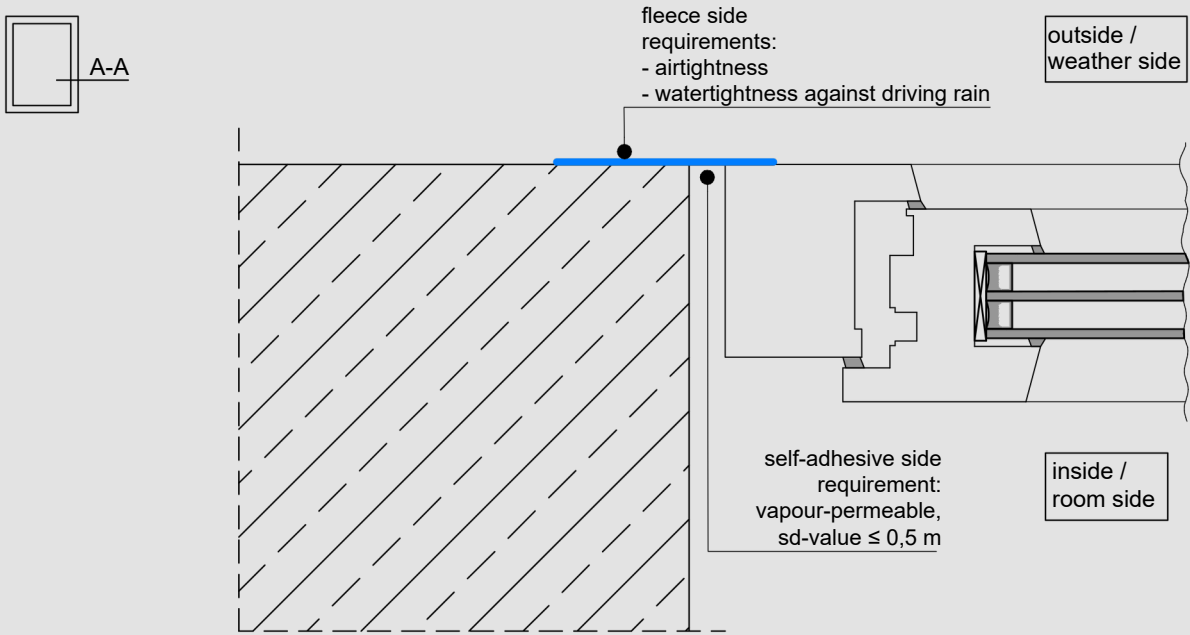 fleece side
requirements:
- airtightness
- watertightness against driving rain
outside /
weather side
A-A
self-adhesive side
requirement:
vapour-permeable,
sd-value ≤ 0,5 m
inside /
room side